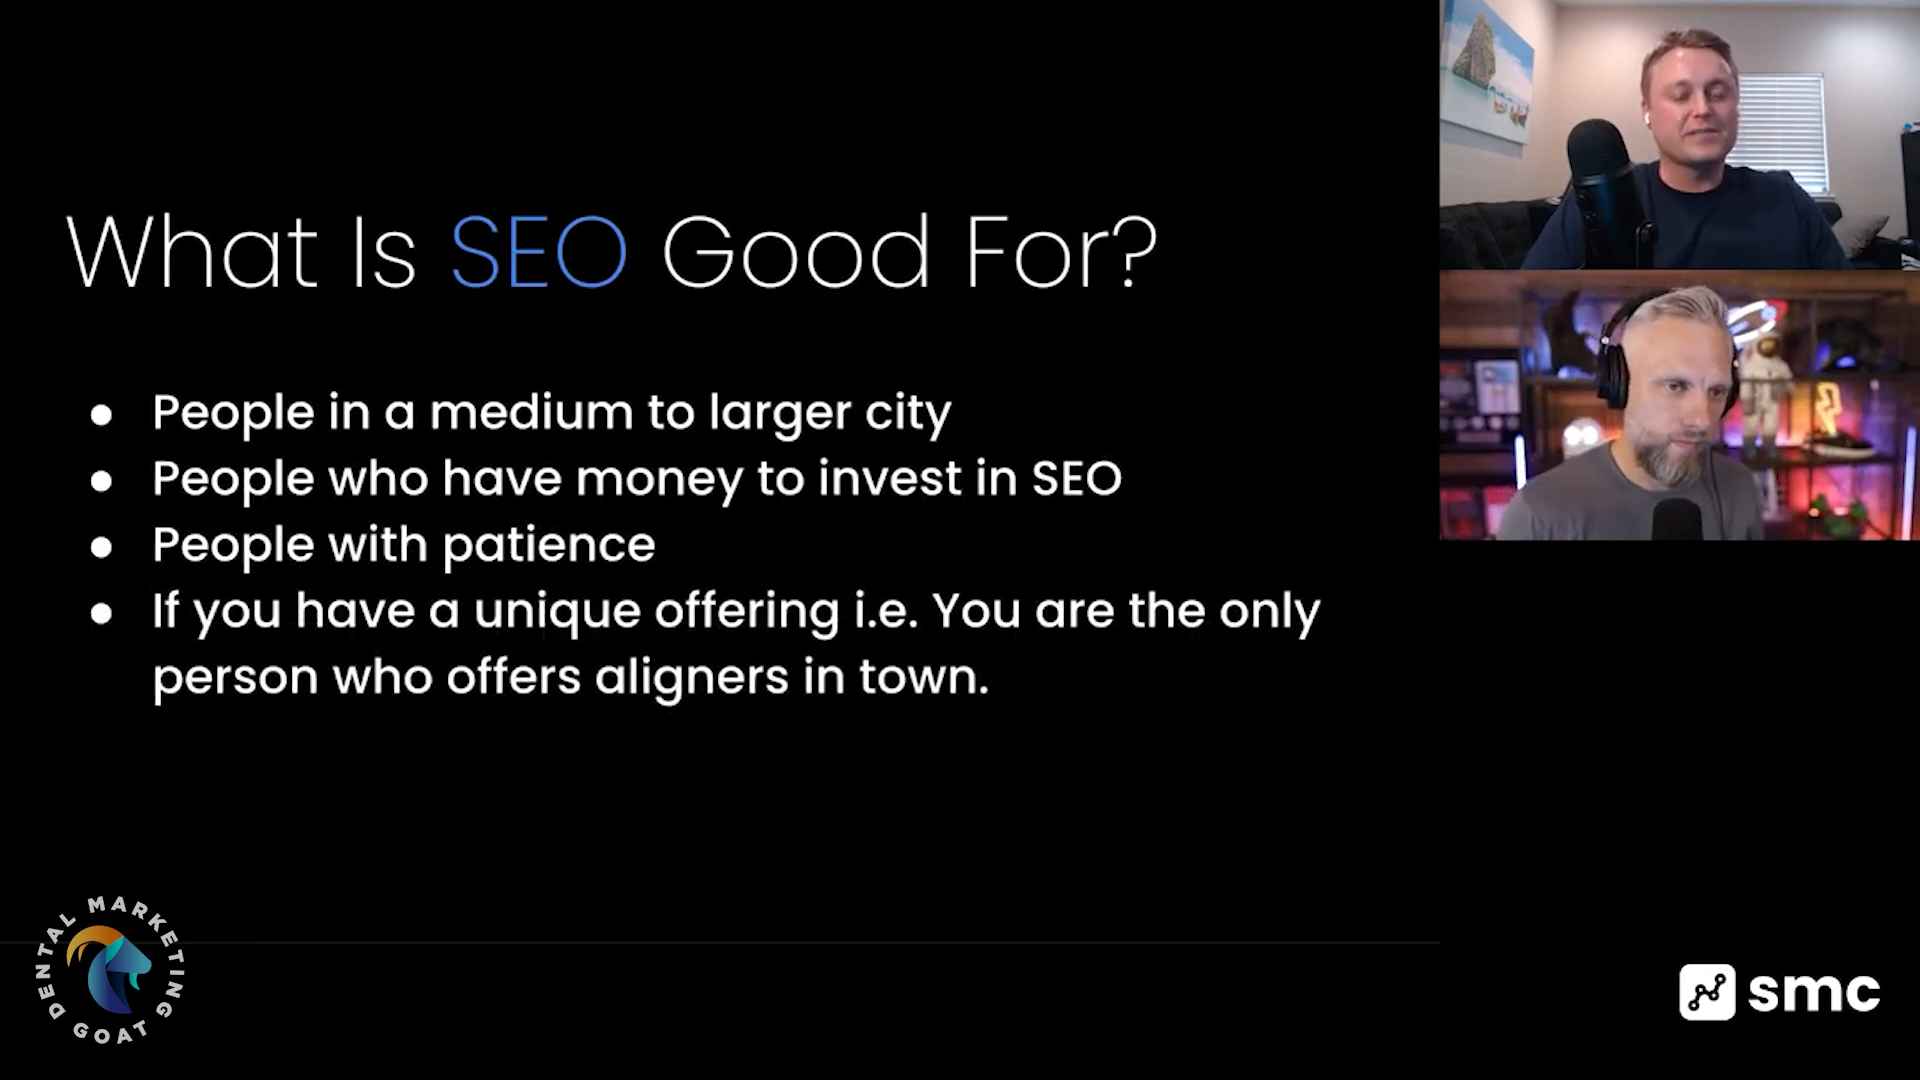 What Is SEO Good For?
● People in a medium to larger city
● People who have money to invest in SEO
● People with patience
● If you have a unique offering i.e. You are the only
person who offers aligners in town.
DENTAL MARKETING
GOAT
smc